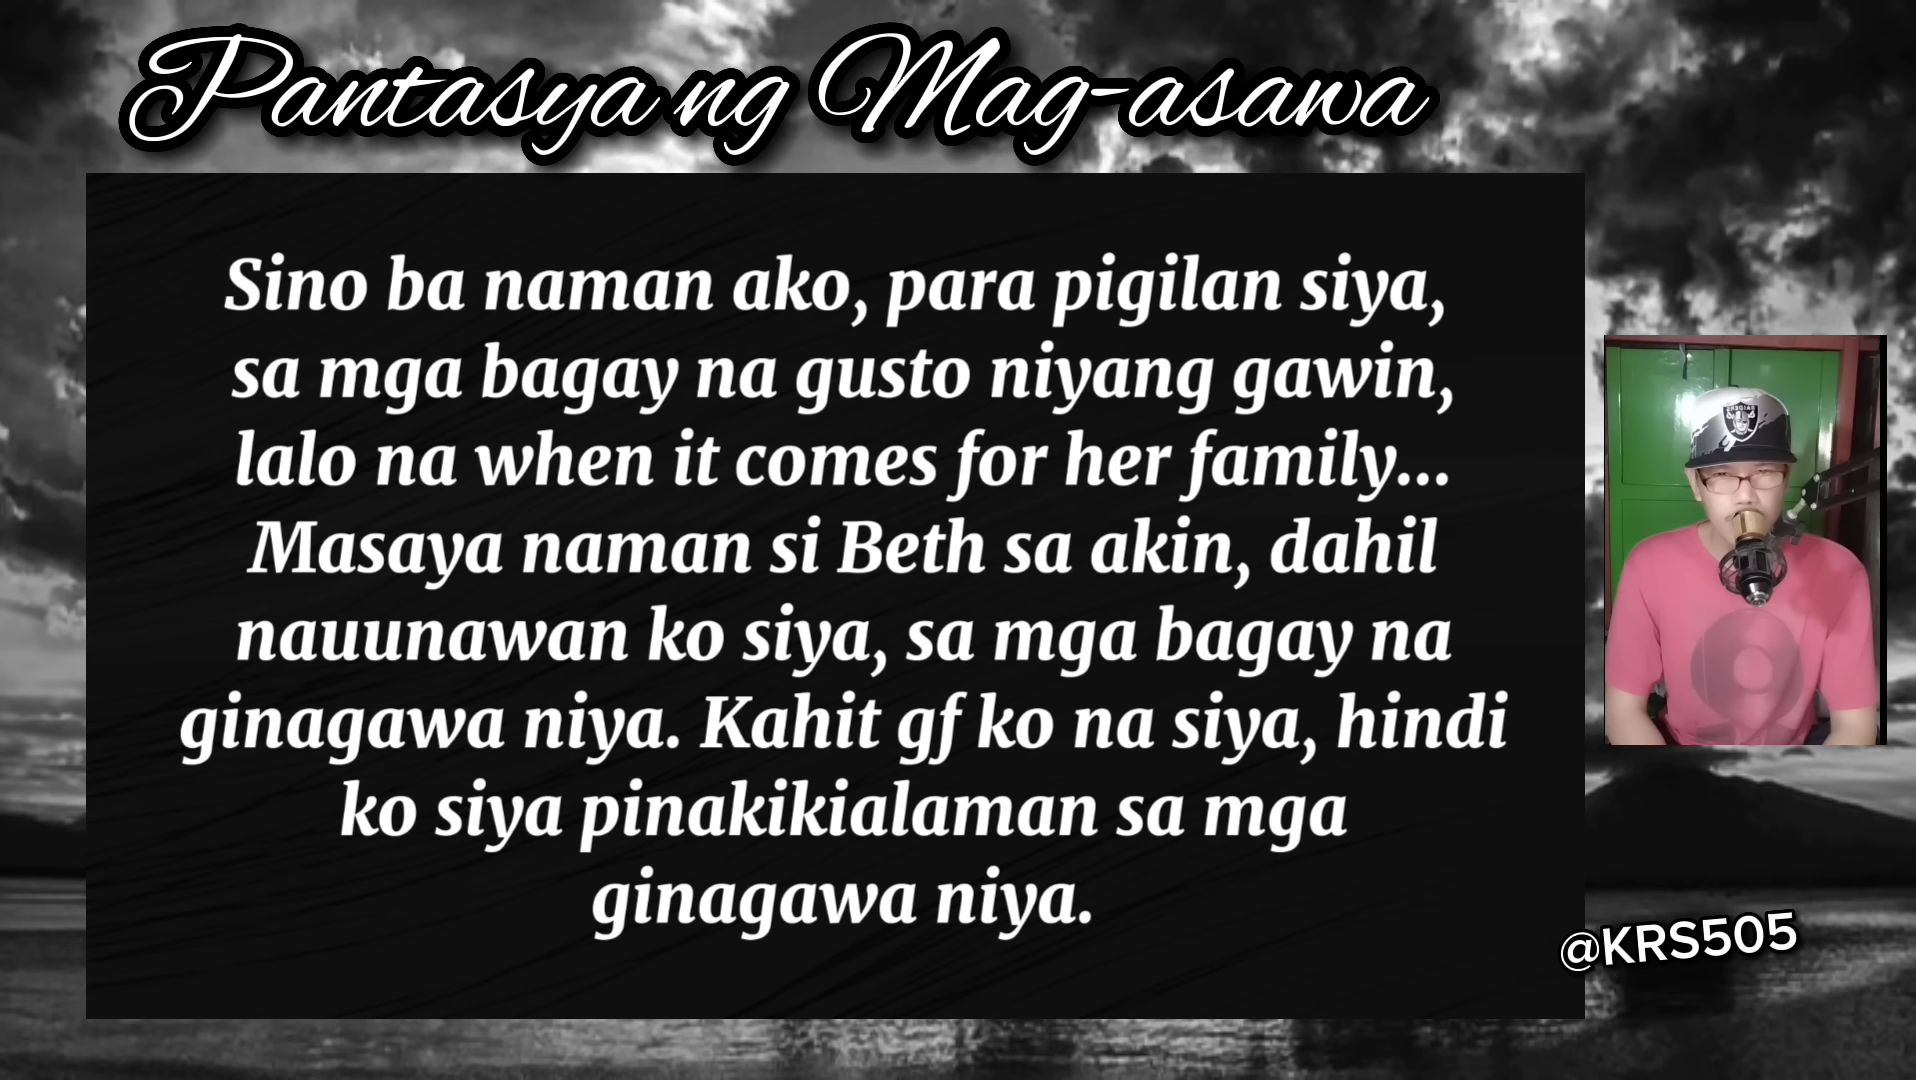 Pantasya ng Mag-asawa
Sino ba naman ako, para pigilan siya,
sa mga bagay na gusto niyang gawin,
lalo na when it comes for her family...
Masaya naman si Beth sa akin, dahil
nauunawan ko siya, sa mga bagay na
ginagawa niya. Kahit gf ko na siya, hindi
ko siya pinakikialaman sa mga
ginagawa niya.
@KRS505